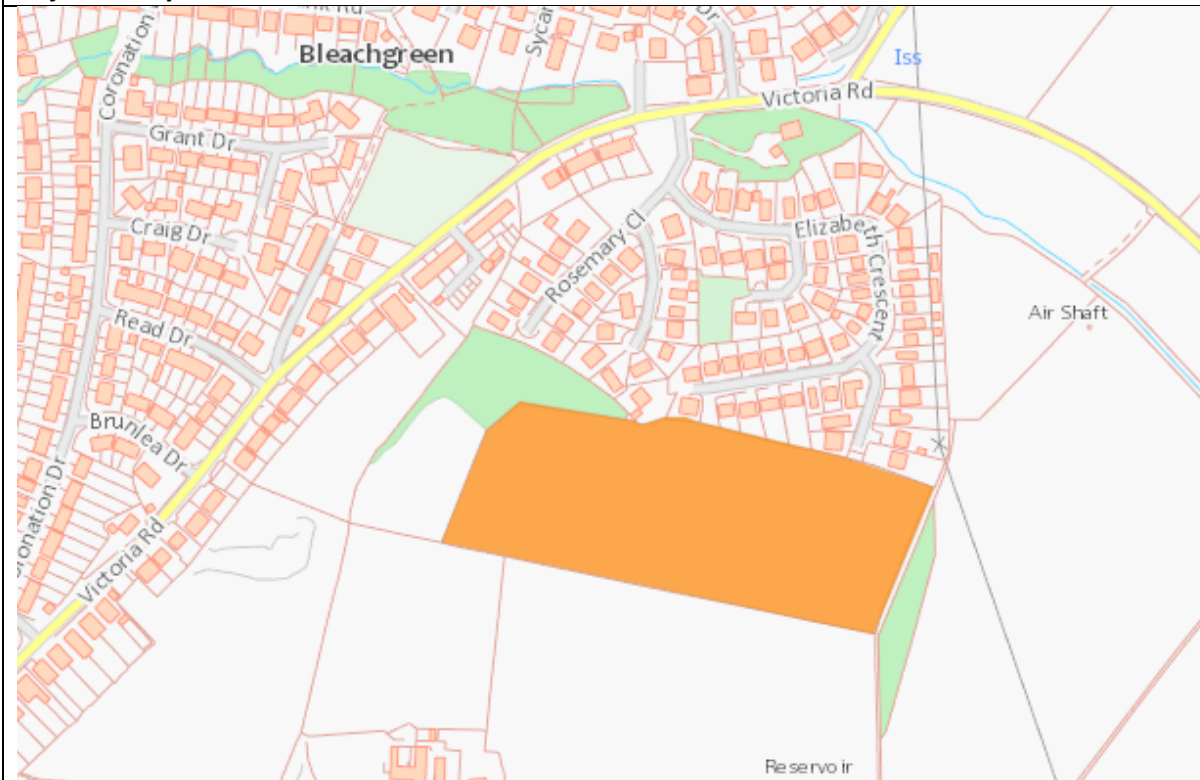 Coronation
Bleachgreen
Iss
Victoria Rd
Grant Dr
Craig Dr
Rosemary Cl
Elizabeth Crescent
Air Shaft
Read Dr
Brunlea Dr
Victoria Rd
Reservoir